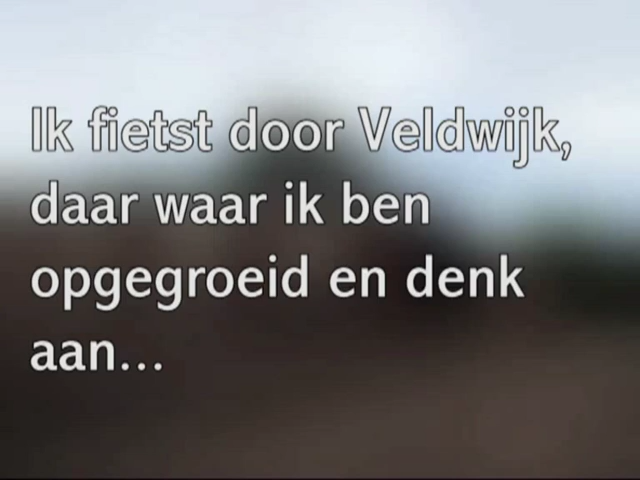 Ik fietst door Veldwijk,
daar waar ik ben
opgegroeid en denk
aan...